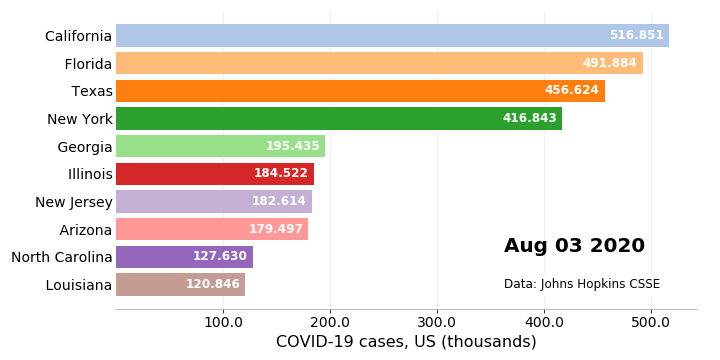 California 516.851
Florida 491.884
Texas 456.624
New York 416.843
Georgia 195.435
Illinois 184.522
New Jersey 182.614
Arizona 179.497
North Carolina 127.630
Louisiana 120.846
Aug 03 2020
Data: Johns Hopkins CSSE
100.0 200.0 300.0 400.0 500.0
COVID-19 cases, US (thousands)